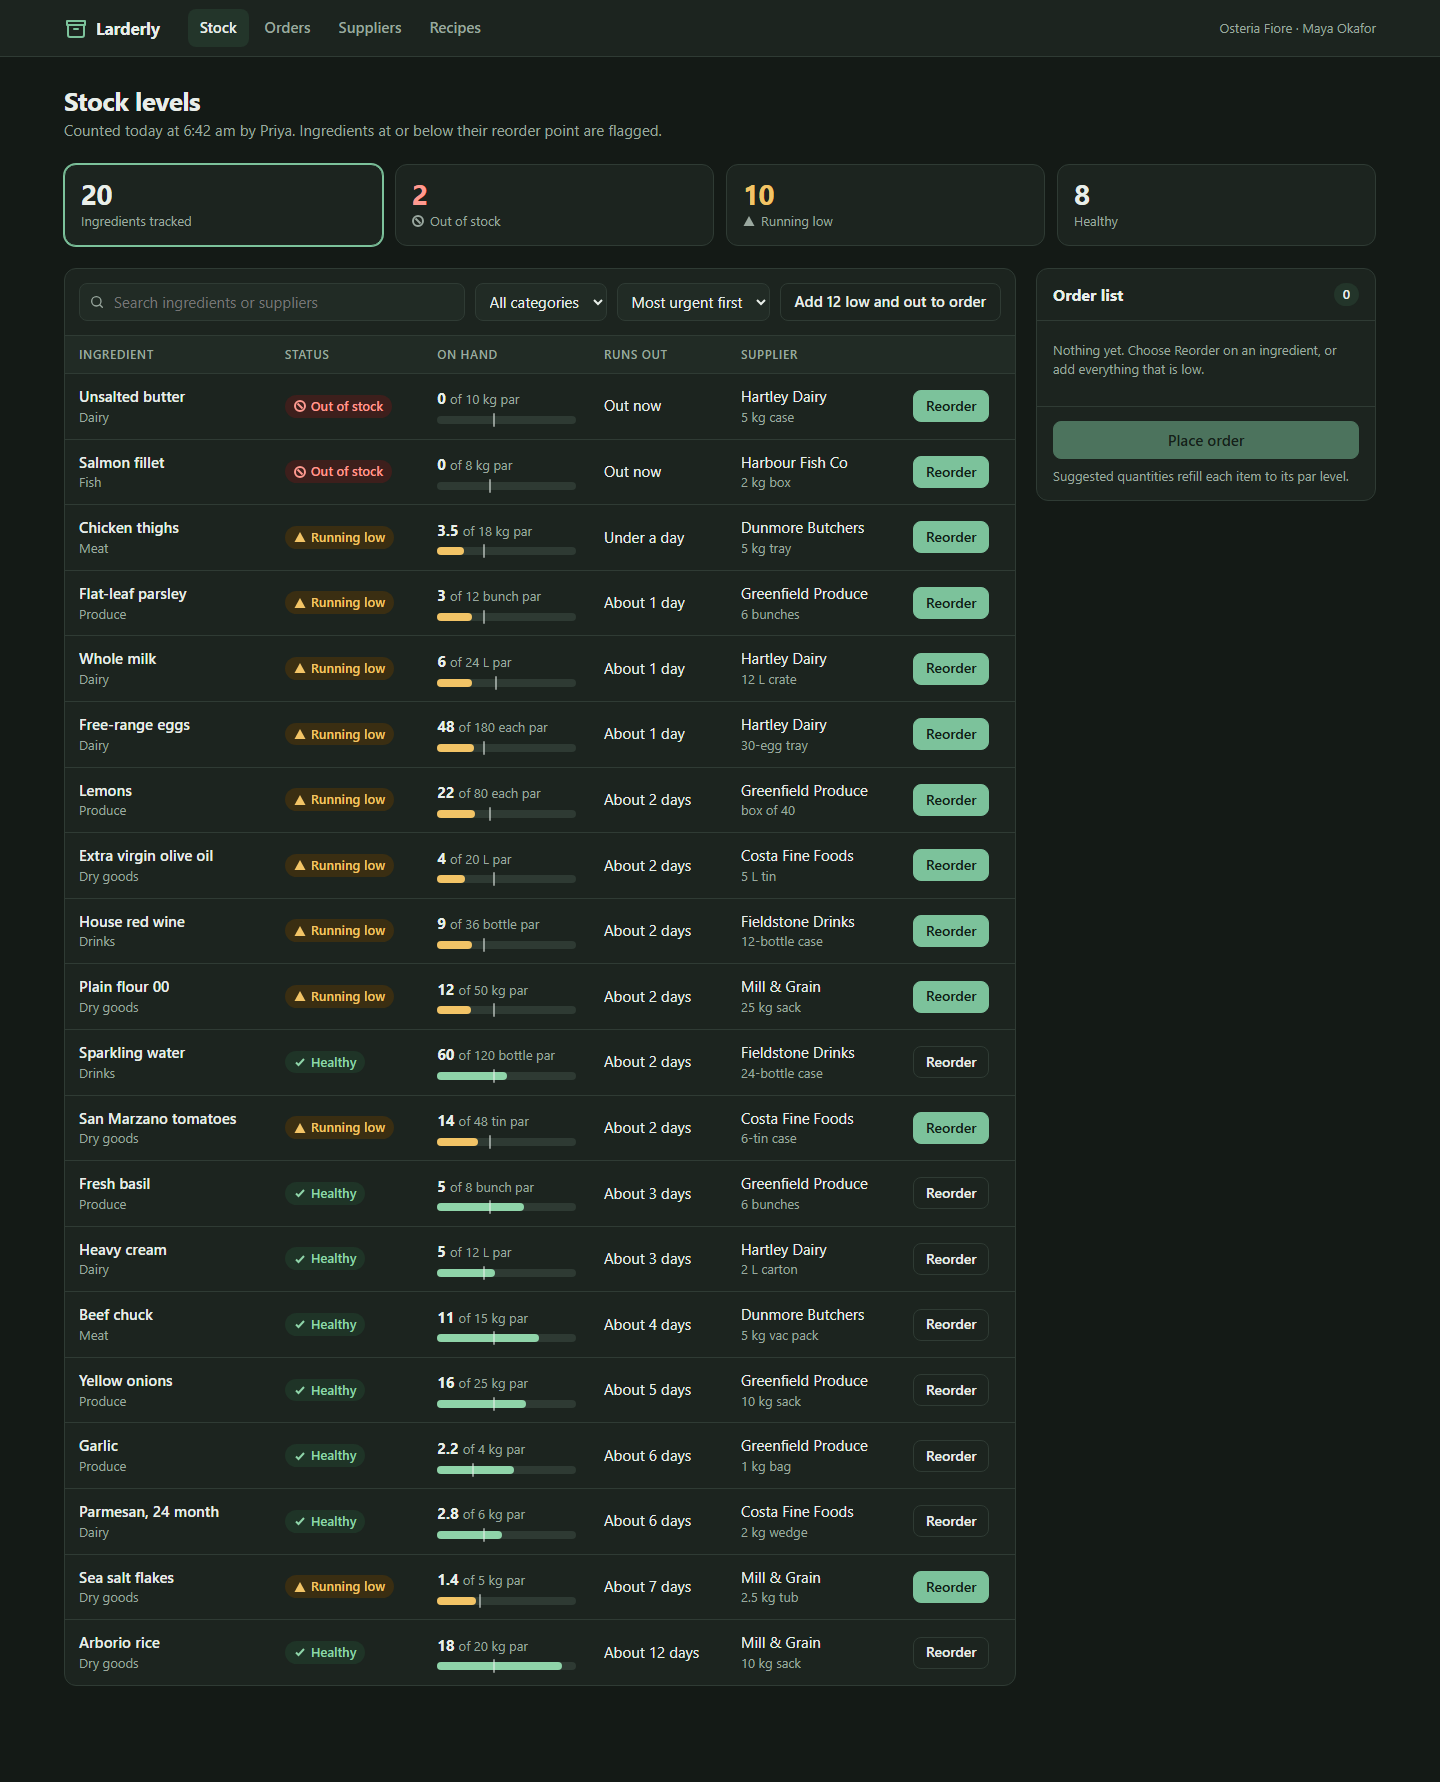 Larderly
Stock Orders Suppliers Recipes
Osteria Fiore · Maya Okafor
Stock levels
Counted today at 6:42 am by Priya. Ingredients at or below their reorder point are flagged.
20
Ingredients tracked
2
Out of stock
10
Running low
8
Healthy
Search ingredients or suppliers
All categories
Most urgent first
Add 12 low and out to order
INGREDIENT STATUS ON HAND RUNS OUT SUPPLIER
Unsalted butter
Dairy
Out of stock
0 of 10 kg par
Out now
Hartley Dairy
5 kg case
Reorder
Salmon fillet
Fish
Out of stock
0 of 8 kg par
Out now
Harbour Fish Co
2 kg box
Reorder
Chicken thighs
Meat
Running low
3.5 of 18 kg par
Under a day
Dunmore Butchers
5 kg tray
Reorder
Flat-leaf parsley
Produce
Running low
3 of 12 bunch par
About 1 day
Greenfield Produce
6 bunches
Reorder
Whole milk
Dairy
Running low
6 of 24 L par
About 1 day
Hartley Dairy
12 L crate
Reorder
Free-range eggs
Dairy
Running low
48 of 180 each par
About 1 day
Hartley Dairy
30-egg tray
Reorder
Lemons
Produce
Running low
22 of 80 each par
About 2 days
Greenfield Produce
box of 40
Reorder
Extra virgin olive oil
Dry goods
Running low
4 of 20 L par
About 2 days
Costa Fine Foods
5 L tin
Reorder
House red wine
Drinks
Running low
9 of 36 bottle par
About 2 days
Fieldstone Drinks
12-bottle case
Reorder
Plain flour 00
Dry goods
Running low
12 of 50 kg par
About 2 days
Mill & Grain
25 kg sack
Reorder
Sparkling water
Drinks
Healthy
60 of 120 bottle par
About 2 days
Fieldstone Drinks
24-bottle case
Reorder
San Marzano tomatoes
Dry goods
Running low
14 of 48 tin par
About 2 days
Costa Fine Foods
6-tin case
Reorder
Fresh basil
Produce
Healthy
5 of 8 bunch par
About 3 days
Greenfield Produce
6 bunches
Reorder
Heavy cream
Dairy
Healthy
5 of 12 L par
About 3 days
Hartley Dairy
2 L carton
Reorder
Beef chuck
Meat
Healthy
11 of 15 kg par
About 4 days
Dunmore Butchers
5 kg vac pack
Reorder
Yellow onions
Produce
Healthy
16 of 25 kg par
About 5 days
Greenfield Produce
10 kg sack
Reorder
Garlic
Produce
Healthy
2.2 of 4 kg par
About 6 days
Greenfield Produce
1 kg bag
Reorder
Parmesan, 24 month
Dairy
Healthy
2.8 of 6 kg par
About 6 days
Costa Fine Foods
2 kg wedge
Reorder
Sea salt flakes
Dry goods
Running low
1.4 of 5 kg par
About 7 days
Mill & Grain
2.5 kg tub
Reorder
Arborio rice
Dry goods
Healthy
18 of 20 kg par
About 12 days
Mill & Grain
10 kg sack
Reorder
Order list
0
Nothing yet. Choose Reorder on an ingredient, or
add everything that is low.
Place order
Suggested quantities refill each item to its par level.